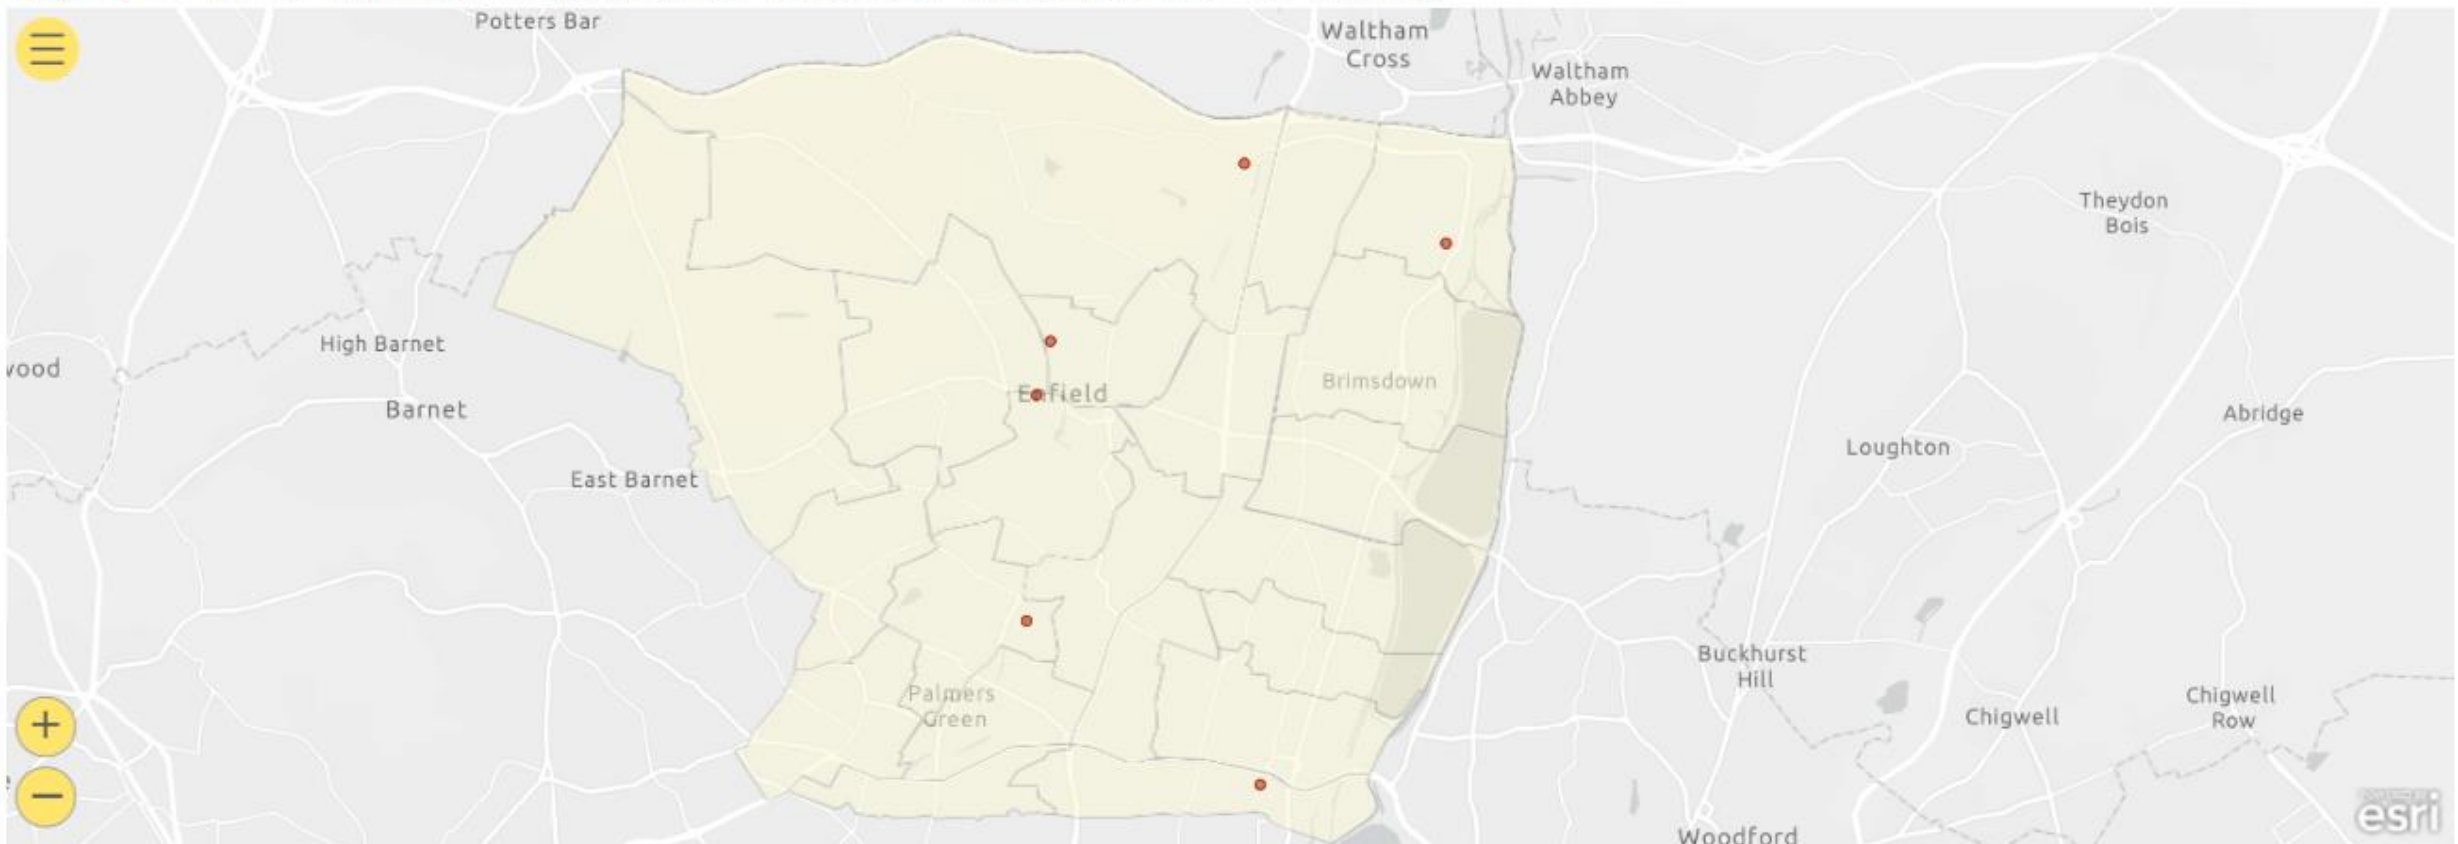 Potters Bar
Waltham
Cross
Waltham
Abbey
Theydon
Bois
High Barnet
Enfield
Brimsdown
Barnet
Abridge
Loughton
East Barnet
Buckhurst
Hill
Palmers
Green
Chigwell
Chigwell
Row
Woodford
esri